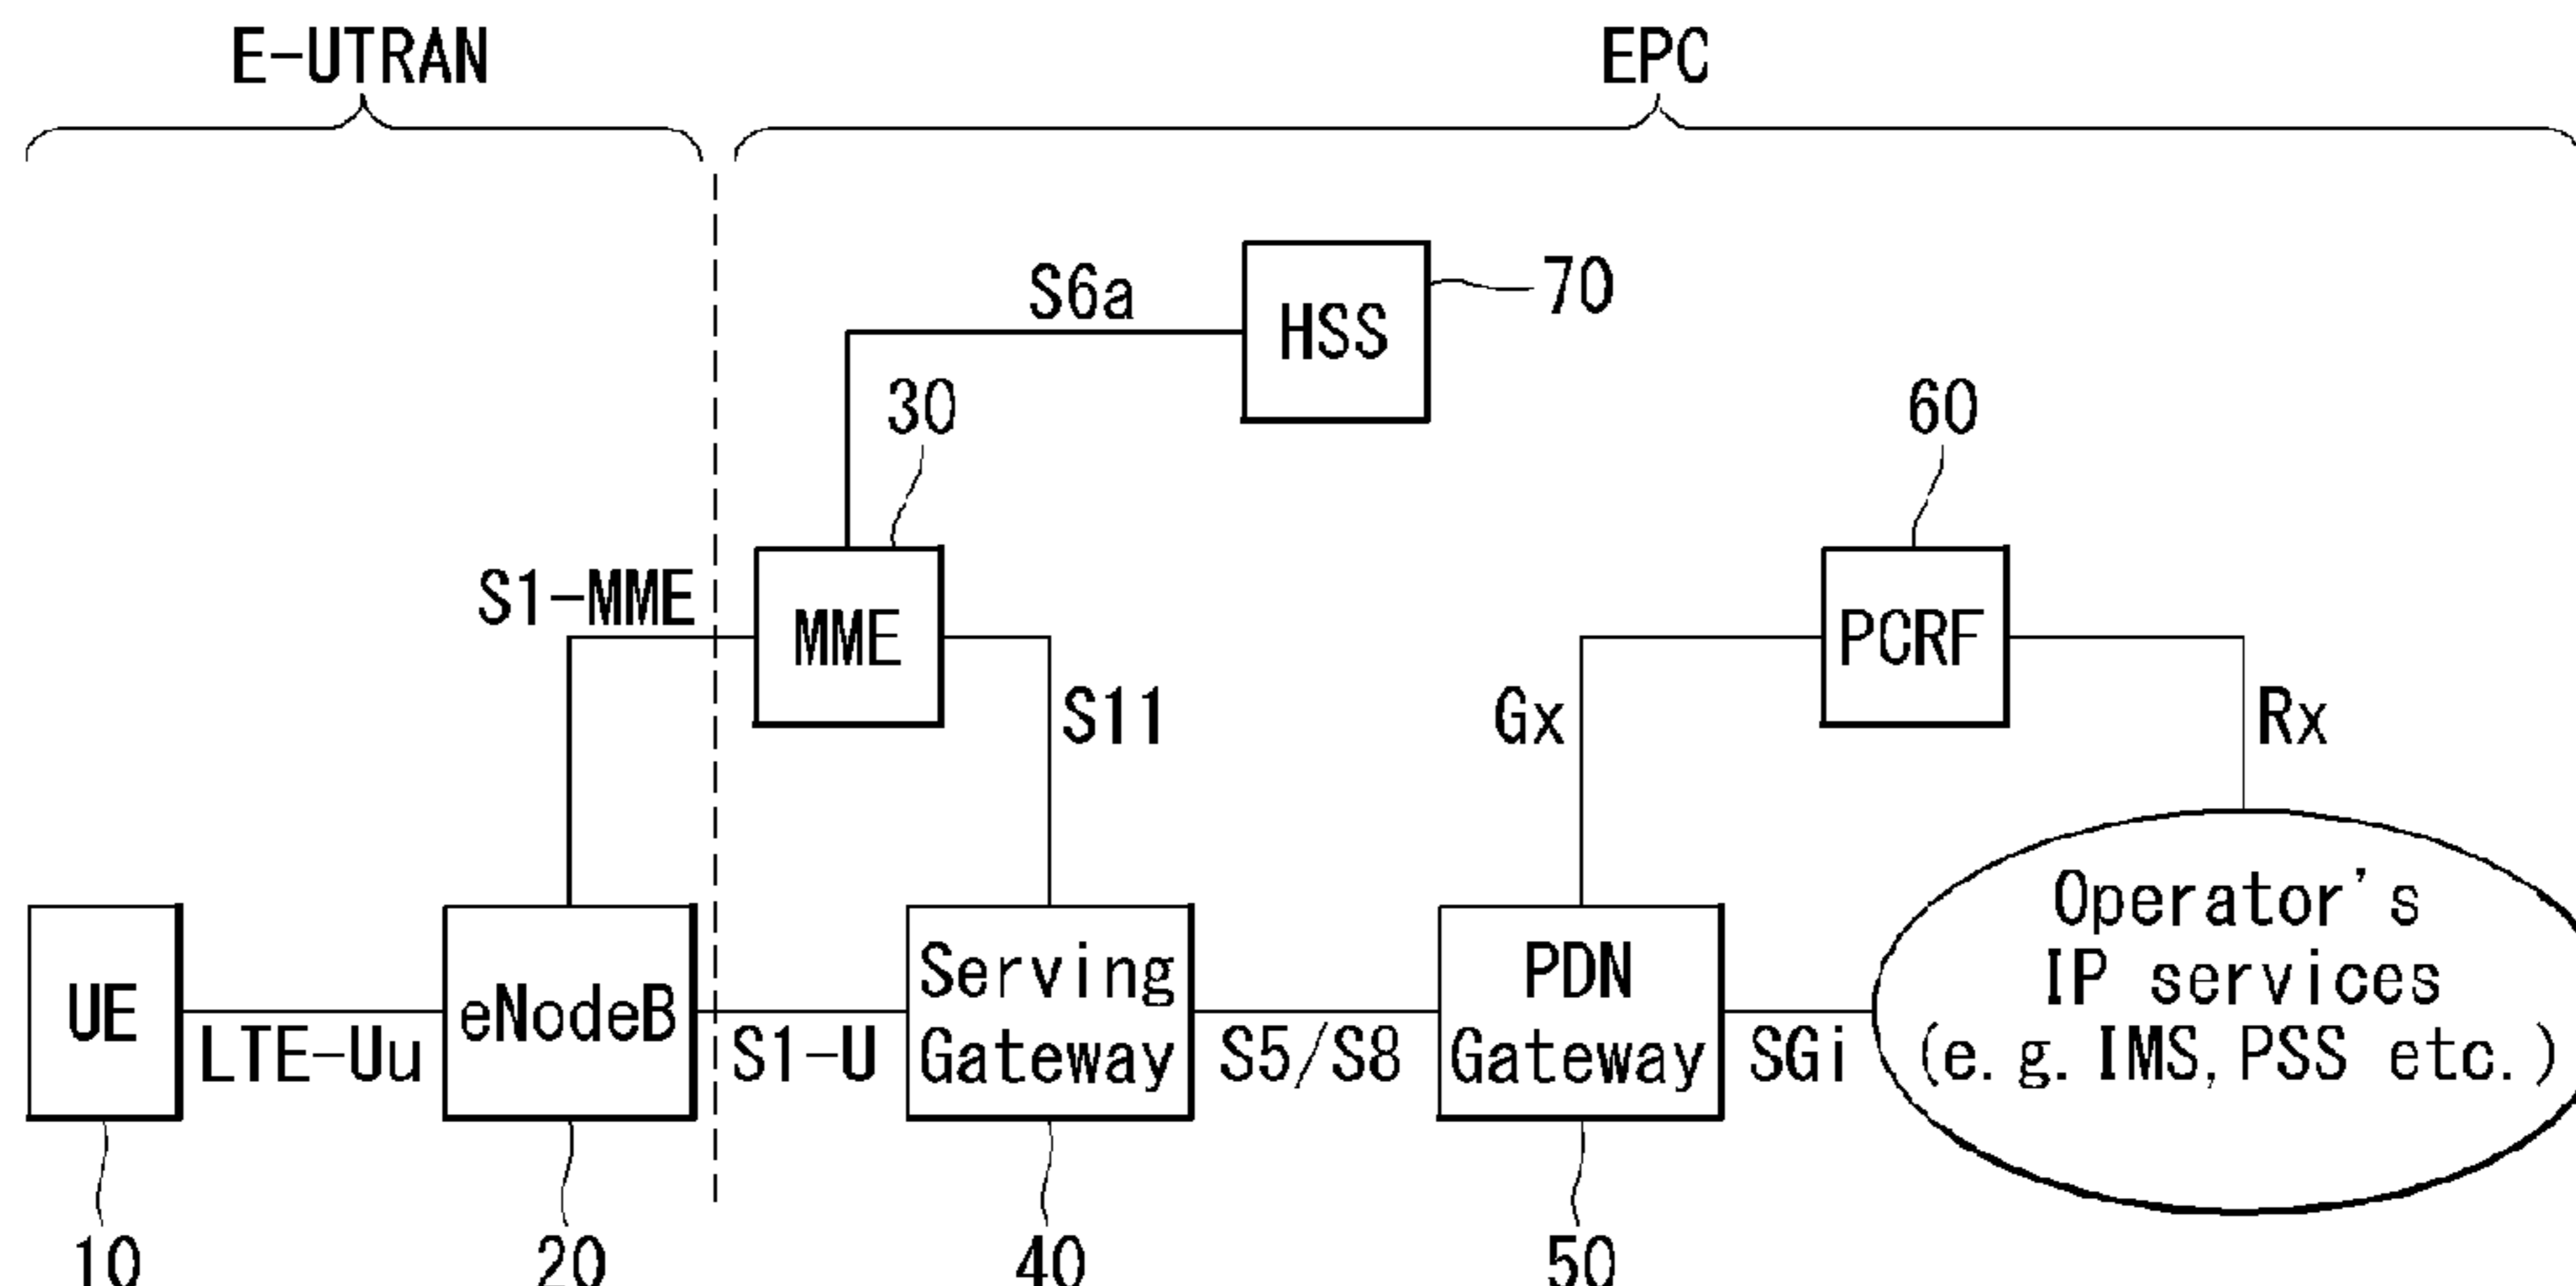 E-UTRAN
EPC
S6a
HSS
70
30
60
S1-MME
MME
S11
Gx
PCRF
Rx
UE
LTE-Uu
eNodeB
S1-U
Serving
Gateway
S5/S8
PDN
Gateway
SGi
Operator's
IP services
(e.g. IMS, PSS etc.)
10
20
40
50